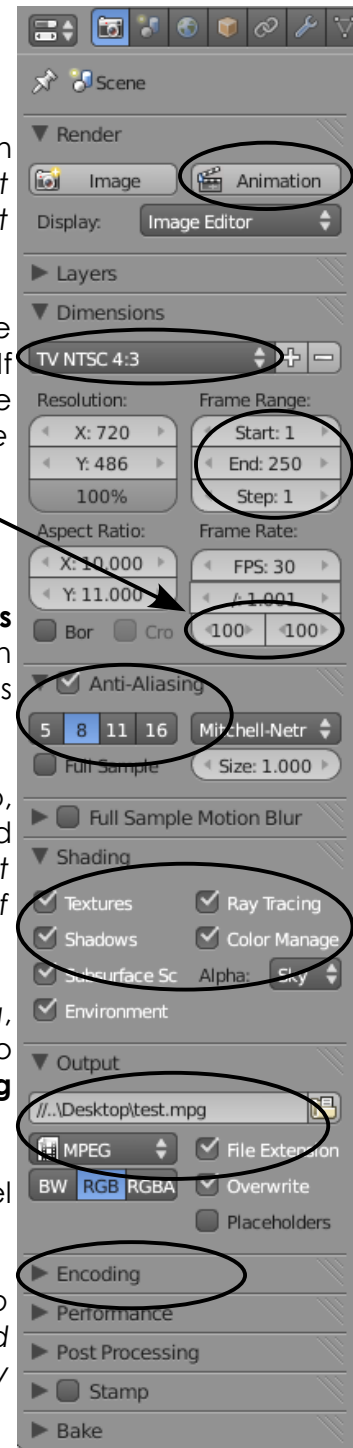 Scene
Render
Image Animation
Display: Image Editor
Layers
Dimensions
TV NTSC 4:3
Resolution: Frame Range:
X: 720 Start: 1
Y: 486 End: 250
100% Step: 1
Aspect Ratio: Frame Rate:
X: 10.000 FPS: 30
Y: 11.000 /: 1.001
Bor Cro 100 100
Anti-Aliasing
5 8 11 16 Mitchell-Netr
Full Sample Size: 1.000
Full Sample Motion Blur
Shading
Textures Ray Tracing
Shadows Color Manage
Subsurface Sc Alpha: Sky
Environment
Output
//..\Desktop\test.mpg
MPEG File Extension
BW RGB RGBA Overwrite
Placeholders
Encoding
Performance
Post Processing
Stamp
Bake